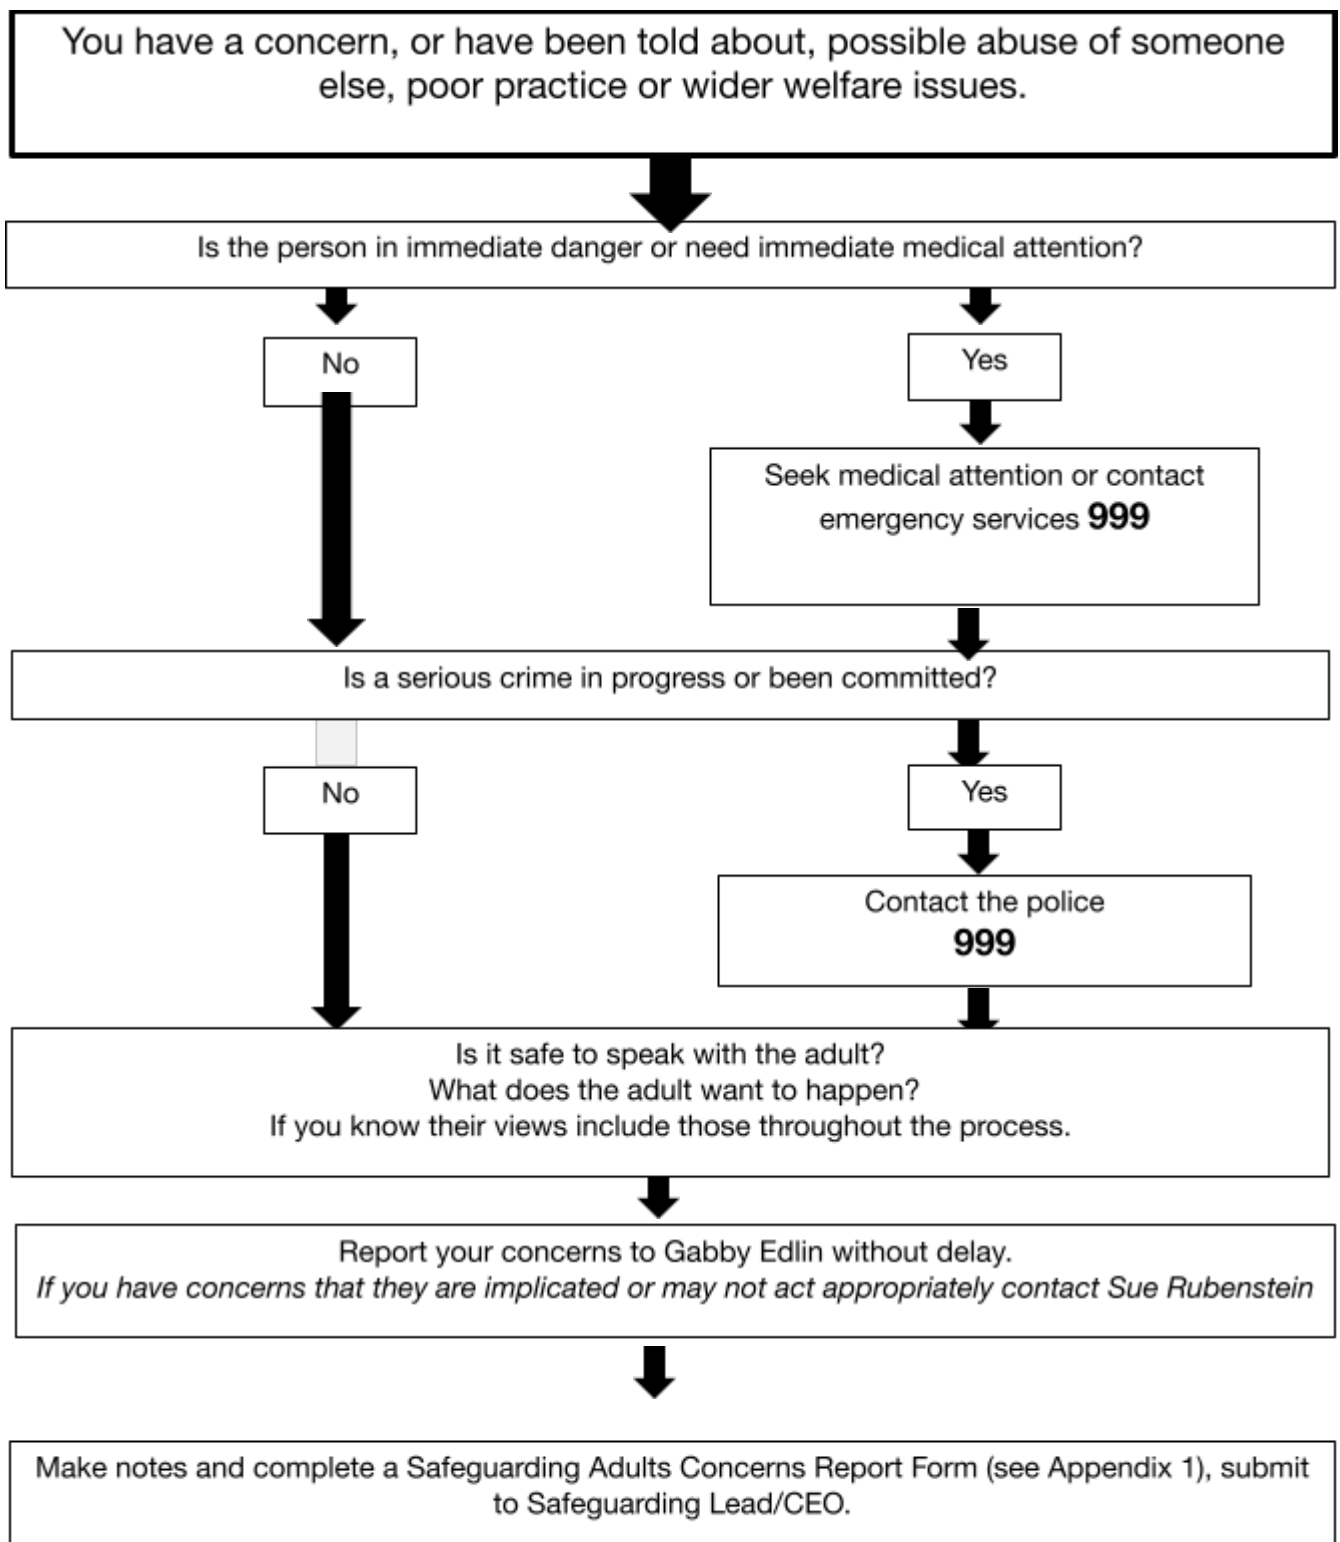 You have a concern, or have been told about, possible abuse of someone
else, poor practice or wider welfare issues.
Is the person in immediate danger or need immediate medical attention?
No
Yes
Seek medical attention or contact
emergency services 999
Is a serious crime in progress or been committed?
No
Yes
Contact the police
999
Is it safe to speak with the adult?
What does the adult want to happen?
If you know their views include those throughout the process.
Report your concerns to Gabby Edlin without delay.
If you have concerns that they are implicated or may not act appropriately contact Sue Rubenstein
Make notes and complete a Safeguarding Adults Concerns Report Form (see Appendix 1), submit
to Safeguarding Lead/CEO.